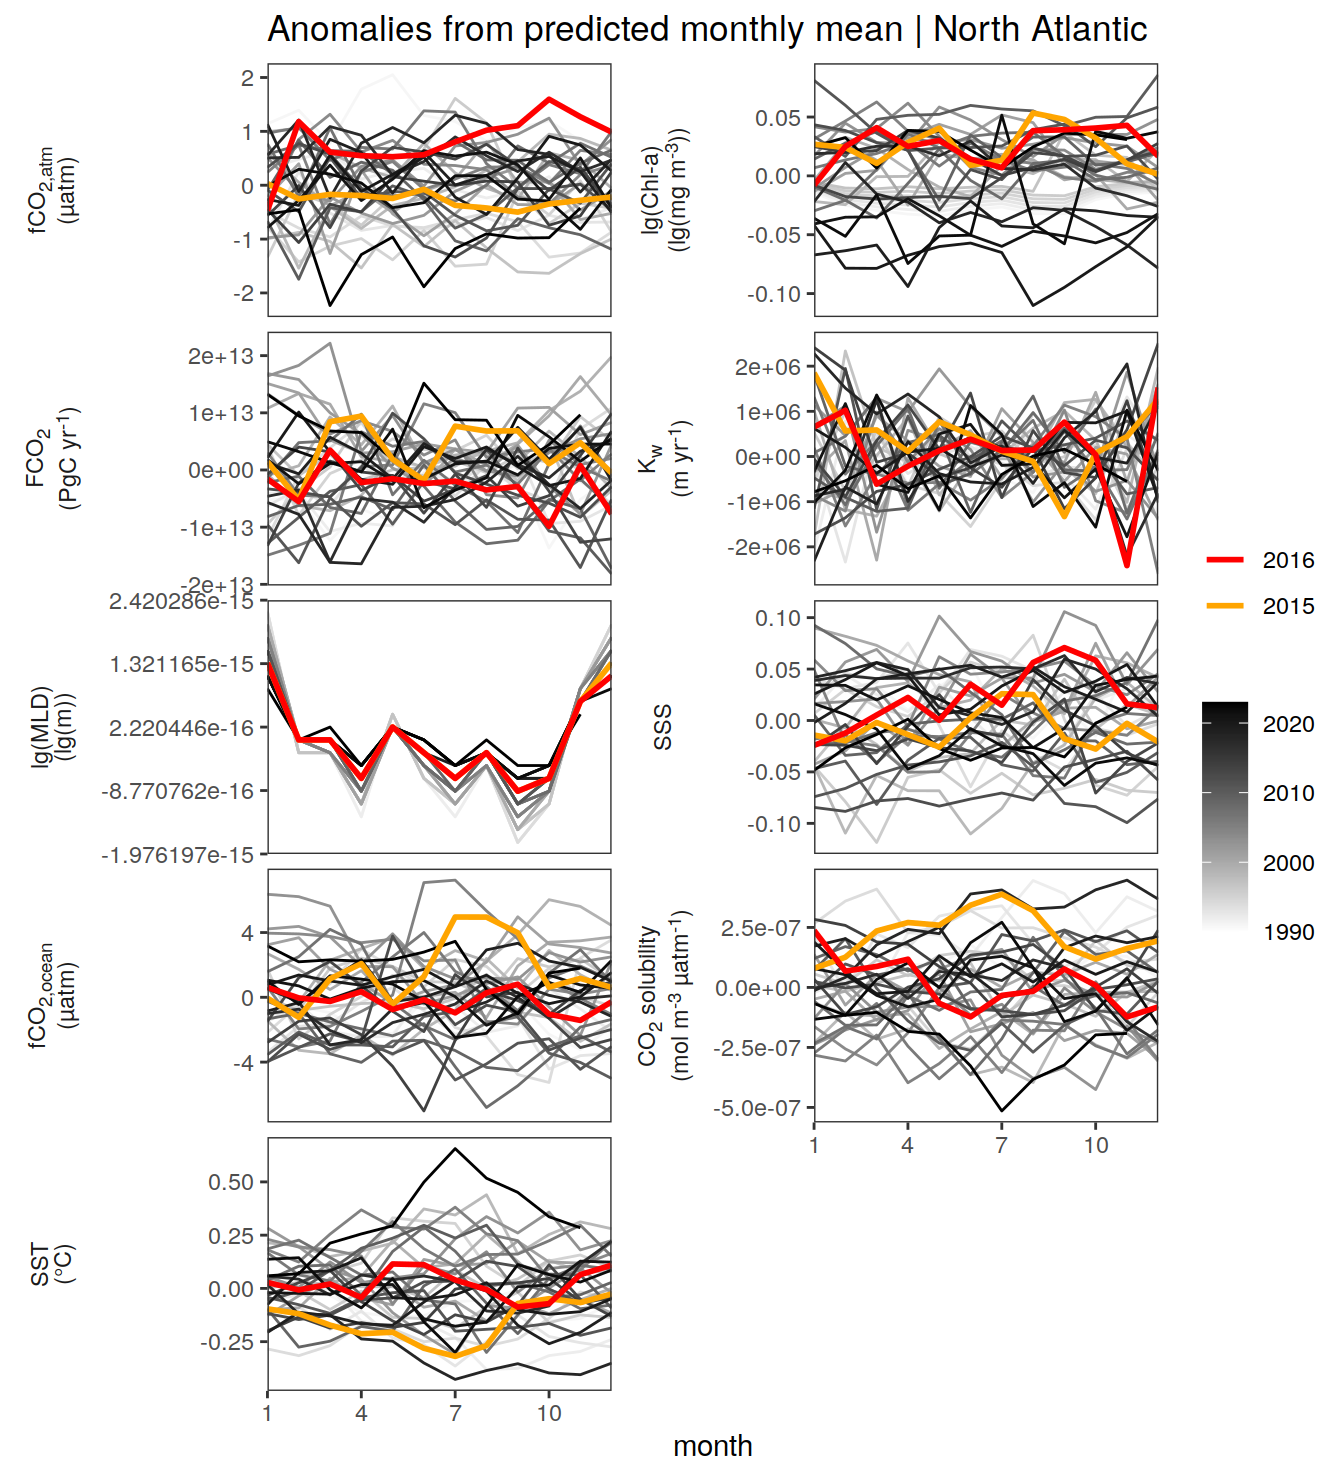 Anomalies from predicted monthly mean | North Atlantic
fCO2,atm
(µatm)
2
1
0
-1
-2
lg(Chl-a)
(lg(mg m-3))
0.05
0.00
-0.05
-0.10
FCO2
(PgC yr-1)
2e+13
1e+13
0e+00
-1e+13
-2e+13
Kw
(m yr-1)
2e+06
1e+06
0e+00
-1e+06
-2e+06
lg(MLD)
(lg(m))
2.420286e-15
1.321165e-15
2.220446e-16
-8.770762e-16
-1.976197e-15
SSS
0.10
0.05
0.00
-0.05
-0.10
fCO2,ocean
(µatm)
4
0
-4
CO2 solubility
(mol m-3 µatm-1)
2.5e-07
0.0e+00
-2.5e-07
-5.0e-07
1 4 7 10
SST
(°C)
0.50
0.25
0.00
-0.25
1 4 7 10
month
2016
2015
2020
2010
2000
1990